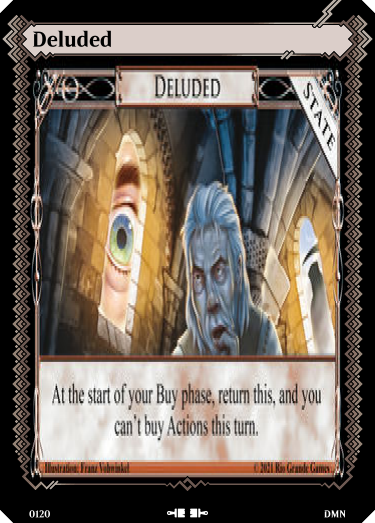 Deluded
DELUDED
STATE
At the start of your Buy phase, return this, and you
can't buy Actions this turn.
Illustration: Franz Vohwinkel © 2021 Rio Grande Games
0120 DMN